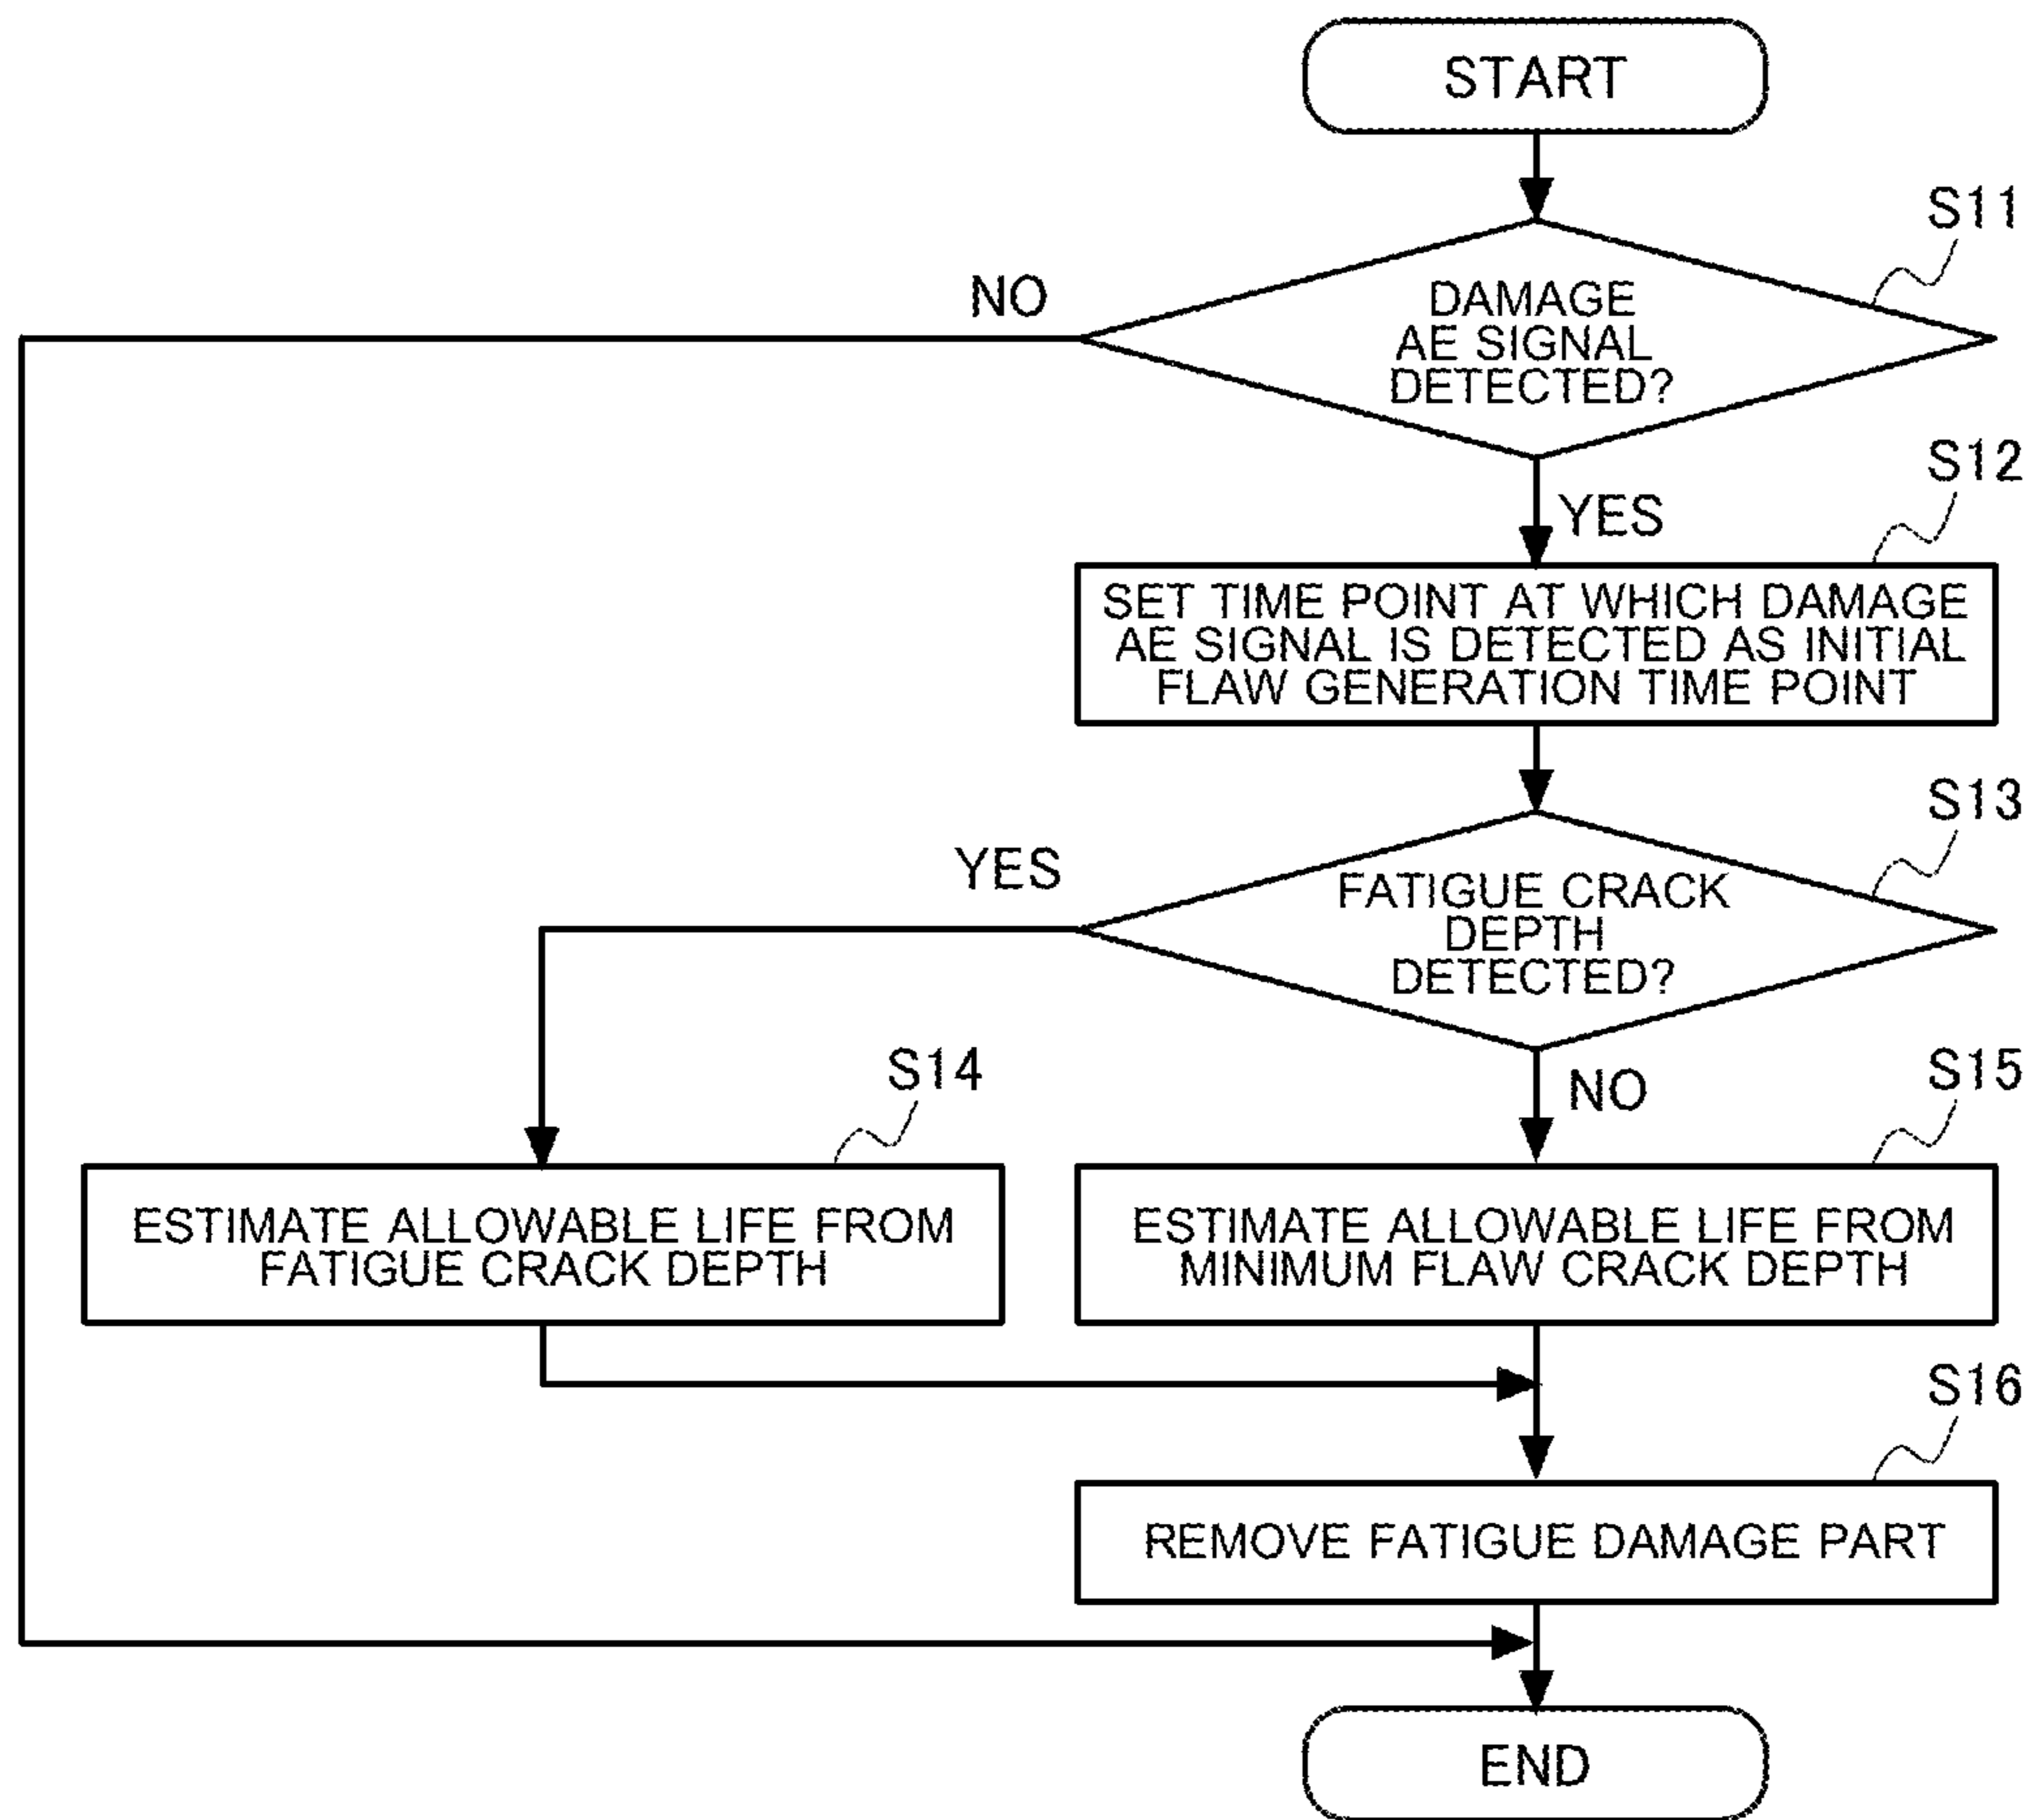 START
S11
NO
DAMAGE
AE SIGNAL
DETECTED?
S12
YES
SET TIME POINT AT WHICH DAMAGE
AE SIGNAL IS DETECTED AS INITIAL
FLAW GENERATION TIME POINT
S13
YES
FATIGUE CRACK
DEPTH
DETECTED?
S14
S15
NO
ESTIMATE ALLOWABLE LIFE FROM
FATIGUE CRACK DEPTH
ESTIMATE ALLOWABLE LIFE FROM
MINIMUM FLAW CRACK DEPTH
S16
REMOVE FATIGUE DAMAGE PART
END